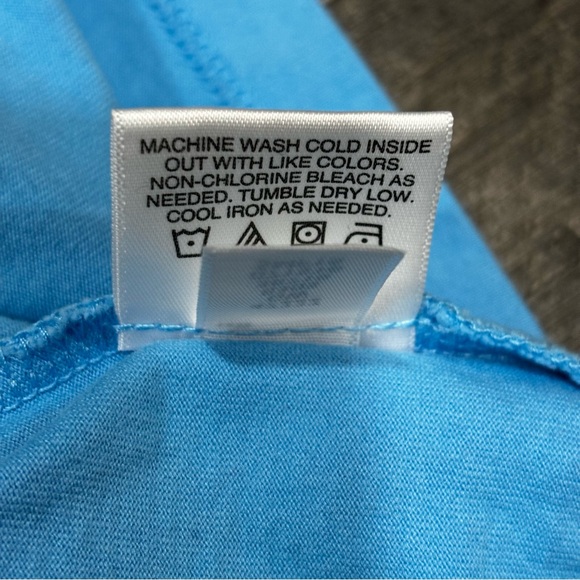 MACHINE WASH COLD INSIDE
OUT WITH LIKE COLORS.
NON-CHLORINE BLEACH AS
NEEDED. TUMBLE DRY LOW.
COOL IRON AS NEEDED.